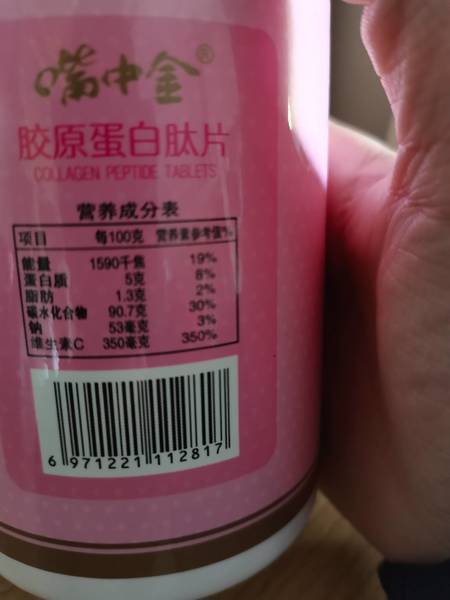 嘴中金®
胶原蛋白肽片
COLLAGEN PEPTIDE TABLETS
营养成分表
项目 每100克 营养素参考值%
能量 1590千焦 19%
蛋白质 5克 8%
脂肪 1.3克 2%
碳水化合物 90.7克 30%
钠 53毫克 3%
维生素C 350毫克 350%
6 971221 112817